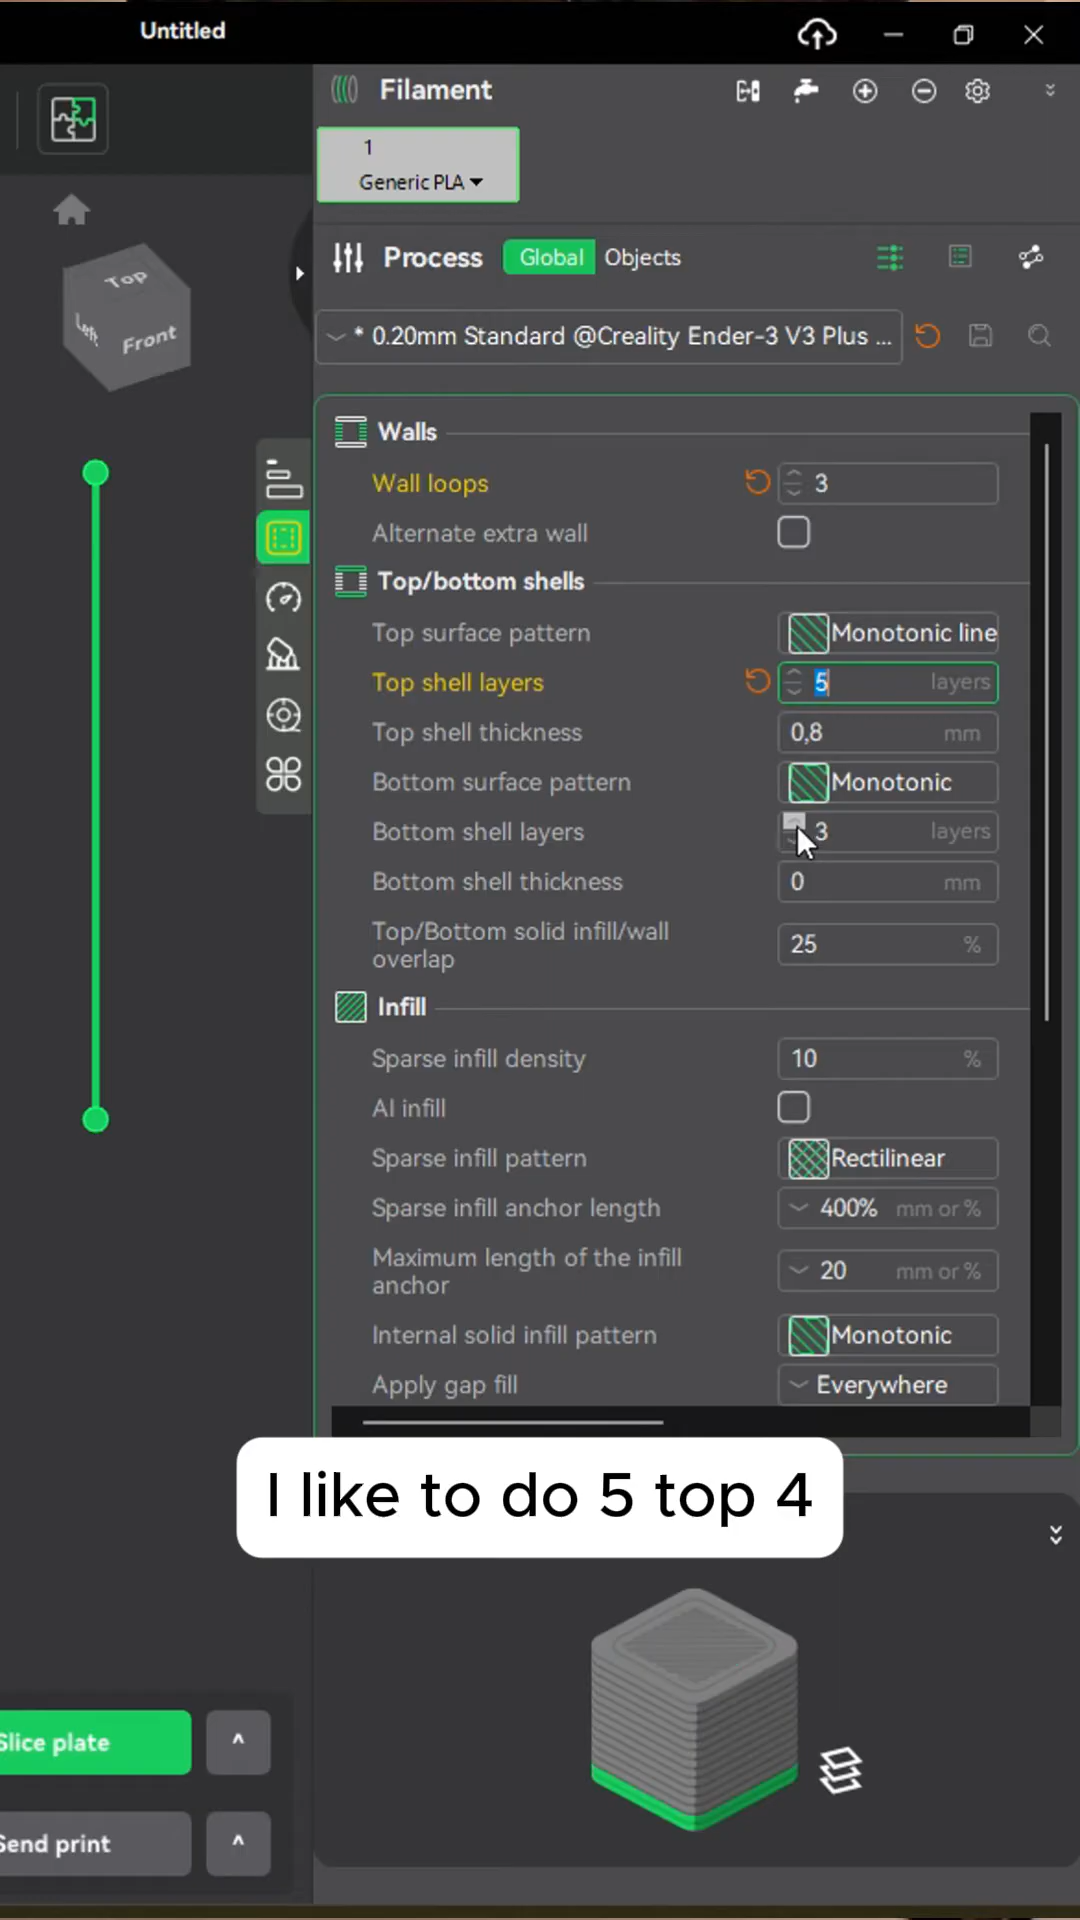 Untitled
Filament
1
Generic PLA
Process Global Objects
* 0.20mm Standard @Creality Ender-3 V3 Plus ...
Top
Left
Front
Walls
Wall loops 3
Alternate extra wall
Top/bottom shells
Top surface pattern Monotonic line
Top shell layers 5 layers
Top shell thickness 0,8 mm
Bottom surface pattern Monotonic
Bottom shell layers 3 layers
Bottom shell thickness 0 mm
Top/Bottom solid infill/wall
overlap 25 %
Infill
Sparse infill density 10 %
AI infill
Sparse infill pattern Rectilinear
Sparse infill anchor length 400% mm or %
Maximum length of the infill
anchor 20 mm or %
Internal solid infill pattern Monotonic
Apply gap fill Everywhere
I like to do 5 top 4
Slice plate
Send print